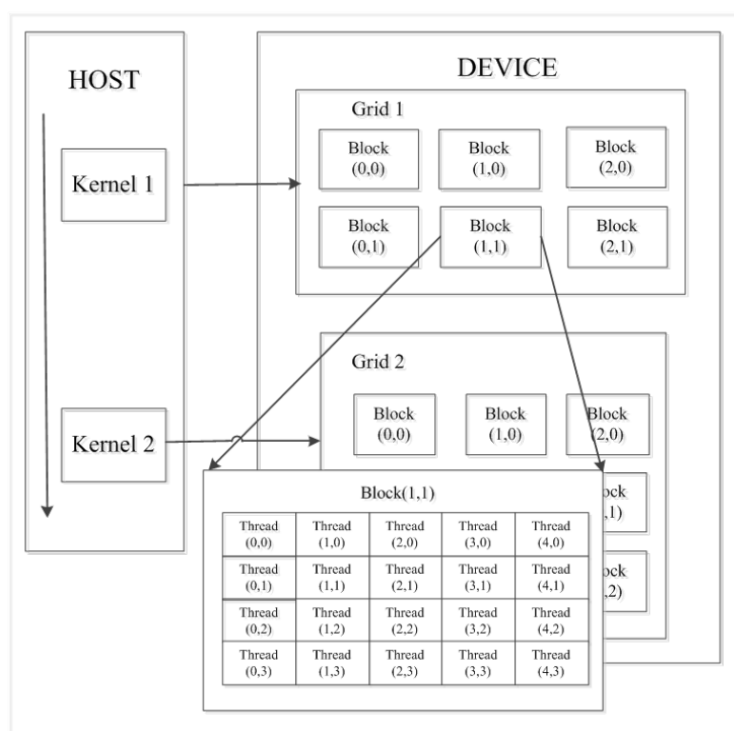 HOST
DEVICE
Kernel 1
Grid 1
Block
(0,0)
Block
(1,0)
Block
(2,0)
Block
(0,1)
Block
(1,1)
Block
(2,1)
Kernel 2
Grid 2
Block
(0,0)
Block
(1,0)
Block
(2,0)
ock
,1)
ock
,2)
Block(1,1)
Thread
(0,0)
Thread
(1,0)
Thread
(2,0)
Thread
(3,0)
Thread
(4,0)
Thread
(0,1)
Thread
(1,1)
Thread
(2,1)
Thread
(3,1)
Thread
(4,1)
Thread
(0,2)
Thread
(1,2)
Thread
(2,2)
Thread
(3,2)
Thread
(4,2)
Thread
(0,3)
Thread
(1,3)
Thread
(2,3)
Thread
(3,3)
Thread
(4,3)